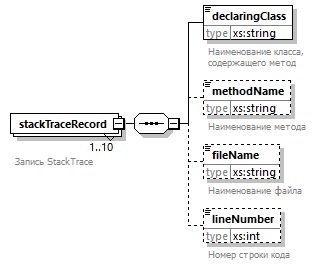 declaringClass
type xs:string
Наименование класса,
содержащего метод
methodName
type xs:string
Наименование метода
stackTraceRecord
1..10
Запись StackTrace
fileName
type xs:string
Наименование файла
lineNumber
type xs:int
Номер строки кода